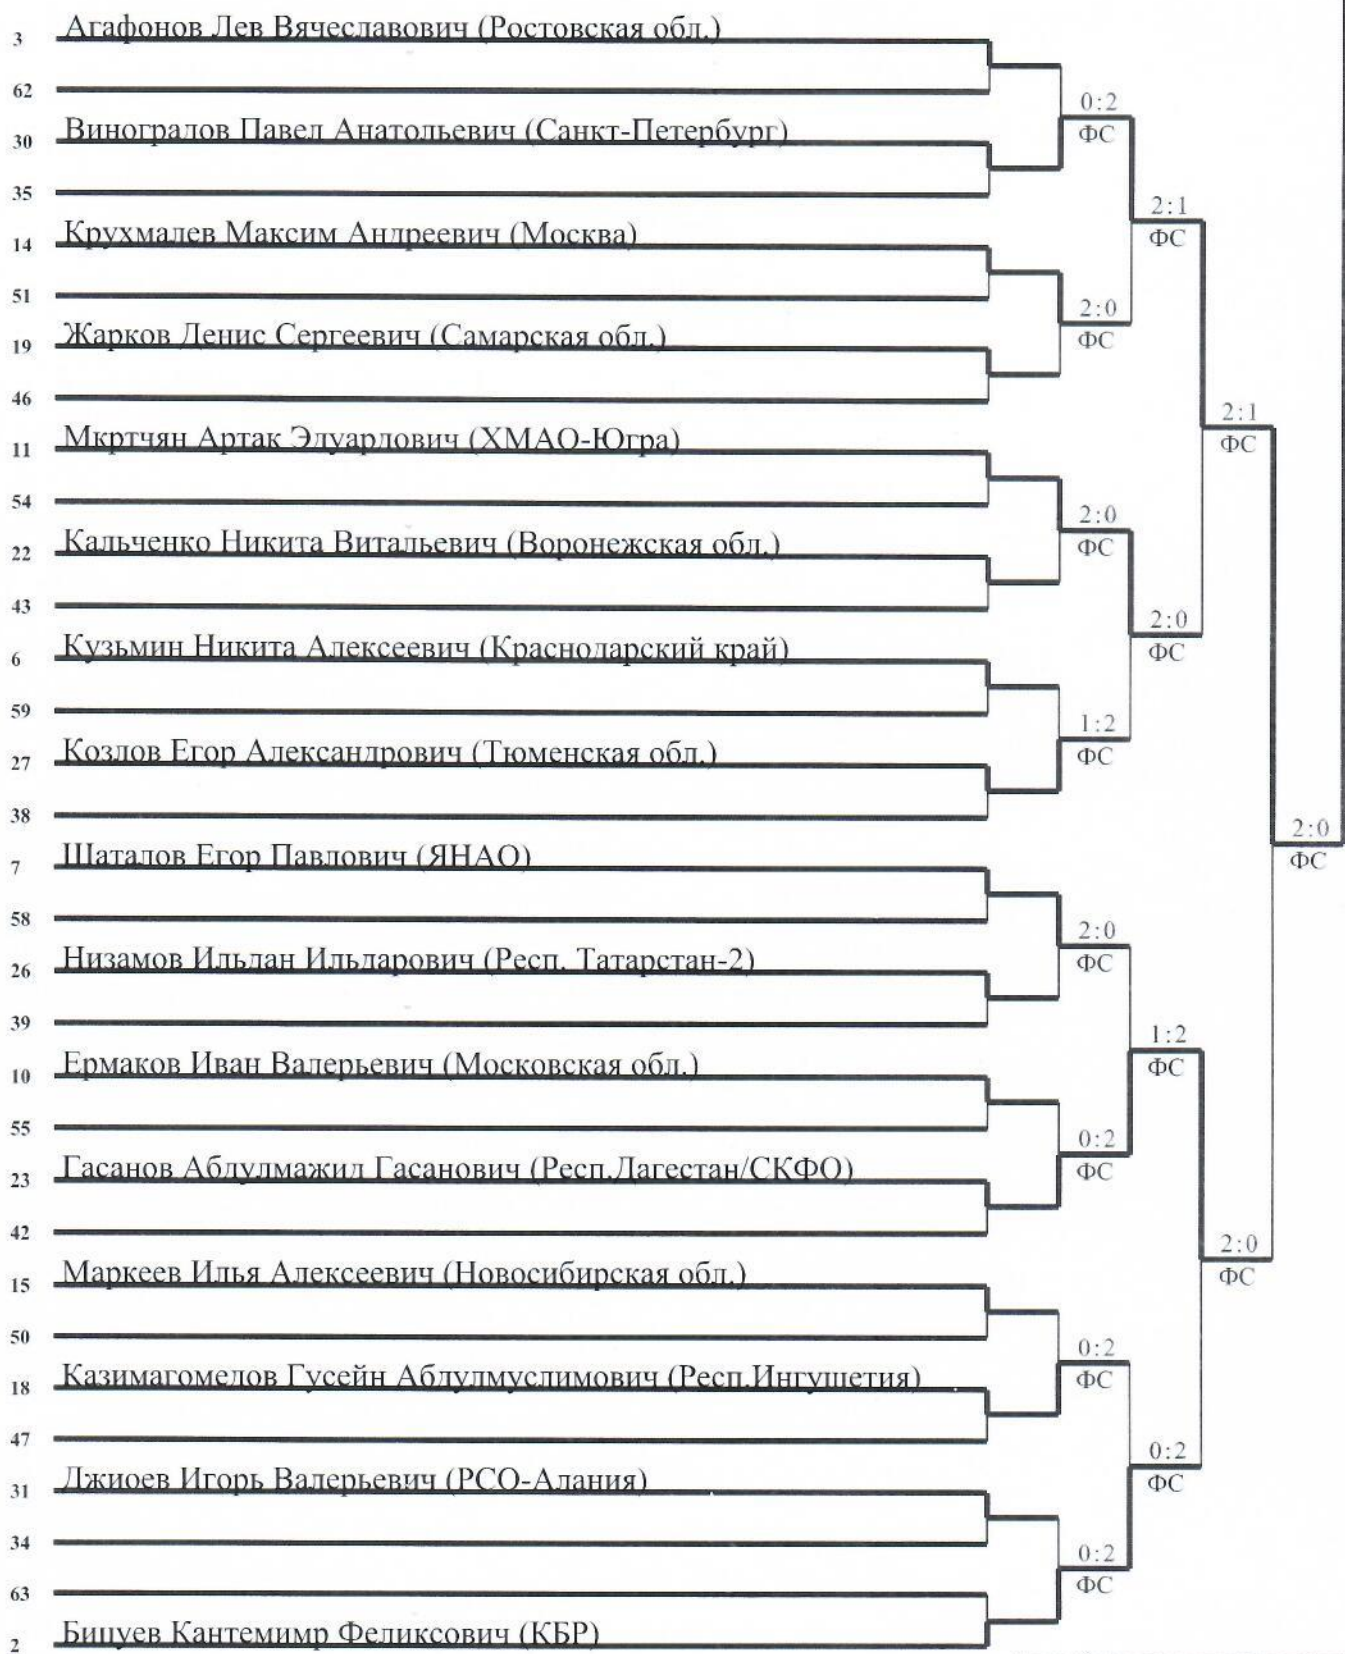 3 Агафонов Лев Вячеславович (Ростовская обл.)
62
0:2
30 Виноградов Павел Анатольевич (Санкт-Петербург)
ФС
35
2:1
14 Крухмалев Максим Андреевич (Москва)
ФС
51
2:0
19 Жарков Денис Сергеевич (Самарская обл.)
ФС
46
2:1
11 Мкртчян Артак Эдуардович (ХМАО-Югра)
ФС
54
2:0
22 Кальченко Никита Витальевич (Воронежская обл.)
ФС
43
2:0
6 Кузьмин Никита Алексеевич (Краснодарский край)
ФС
59
1:2
27 Козлов Егор Александрович (Тюменская обл.)
ФС
38
2:0
7 Шаталов Егор Павлович (ЯНАО)
ФС
58
2:0
26 Низамов Ильдан Ильдарович (Респ. Татарстан-2)
ФС
39
1:2
10 Ермаков Иван Валерьевич (Московская обл.)
ФС
55
0:2
23 Гасанов Абдулмажид Гасанович (Респ.Дагестан/СКФО)
ФС
42
2:0
15 Маркеев Илья Алексеевич (Новосибирская обл.)
ФС
50
0:2
18 Казимагомедов Гусейн Абдулмуслимович (Респ.Ингушетия)
ФС
47
0:2
31 Джиоев Игорь Валерьевич (РСО-Алания)
ФС
34
0:2
63
ФС
2 Бицуев Кантемимр Феликсович (КБР)